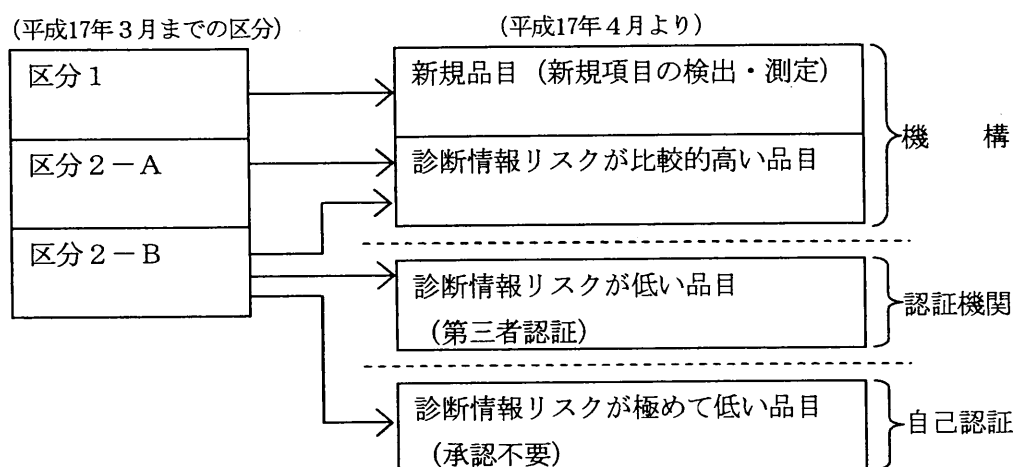 (平成17年3月までの区分)
(平成17年4月より)
区分1
区分2－A
区分2－B
新規品目（新規項目の検出・測定）
診断情報リスクが比較的高い品目
機　構
診断情報リスクが低い品目
（第三者認証）
認証機関
診断情報リスクが極めて低い品目
（承認不要）
自己認証